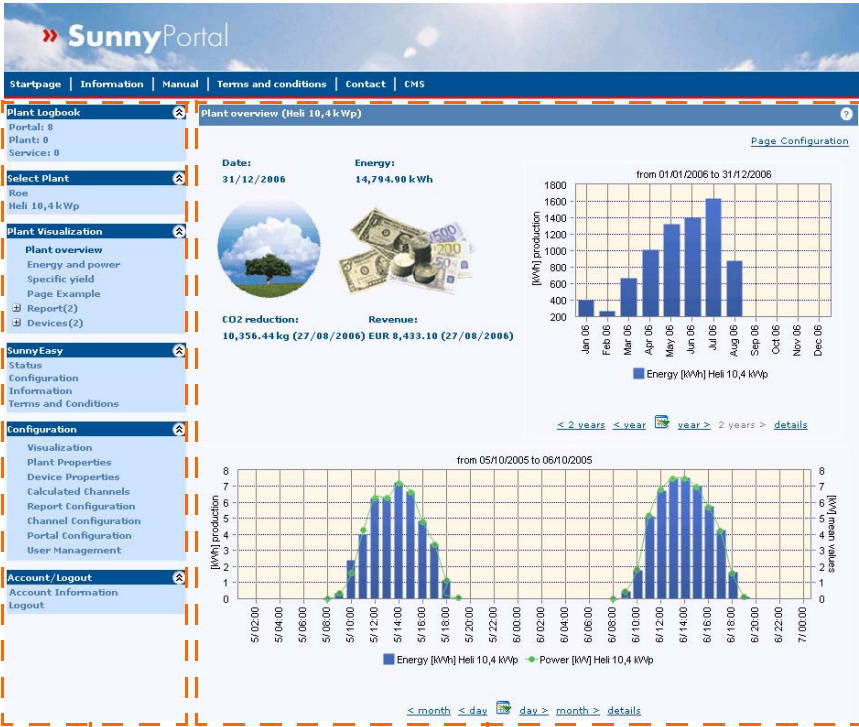 » SunnyPortal
Startpage | Information | Manual | Terms and conditions | Contact | CMS
Plant Logbook
Portal: 8
Plant: 0
Service: 0
Select Plant
Roe
Heli 10,4 kWp
Plant Visualization
Plant overview
Energy and power
Specific yield
Page Example
Report(2)
Devices(2)
SunnyEasy
Status
Configuration
Information
Terms and Conditions
Configuration
Visualization
Plant Properties
Device Properties
Calculated Channels
Report Configuration
Channel Configuration
Portal Configuration
User Management
Account/Logout
Account Information
Logout
Plant overview (Heli 10,4 kWp)
?
Page Configuration
Date: Energy:
31/12/2006 14,794.90 kWh
500
200
50
CO2 reduction: Revenue:
10,356.44 kg (27/08/2006) EUR 8,433.10 (27/08/2006)
from 01/01/2006 to 31/12/2006
[kWh] production
1800
1600
1400
1200
1000
800
600
400
200
Jan 06 Feb 06 Mar 06 Apr 06 May 06 Jun 06 Jul 06 Aug 06 Sep 06 Oct 06 Nov 06 Dec 06
Energy [kWh] Heli 10,4 kWp
< 2 years < year year > 2 years > details
from 05/10/2005 to 06/10/2005
[kWh] production
8
7
6
5
4
3
2
1
0
[kW] mean values
8
7
6
5
4
3
2
1
0
5/ 02:00 5/ 04:00 5/ 06:00 5/ 08:00 5/ 10:00 5/ 12:00 5/ 14:00 5/ 16:00 5/ 18:00 5/ 20:00 5/ 22:00 6/ 00:00 6/ 02:00 6/ 04:00 6/ 06:00 6/ 08:00 6/ 10:00 6/ 12:00 6/ 14:00 6/ 16:00 6/ 18:00 6/ 20:00 6/ 22:00 7/ 00:00
Energy [kWh] Heli 10,4 kWp Power [kW] Heli 10,4 kWp
< month < day day > month > details